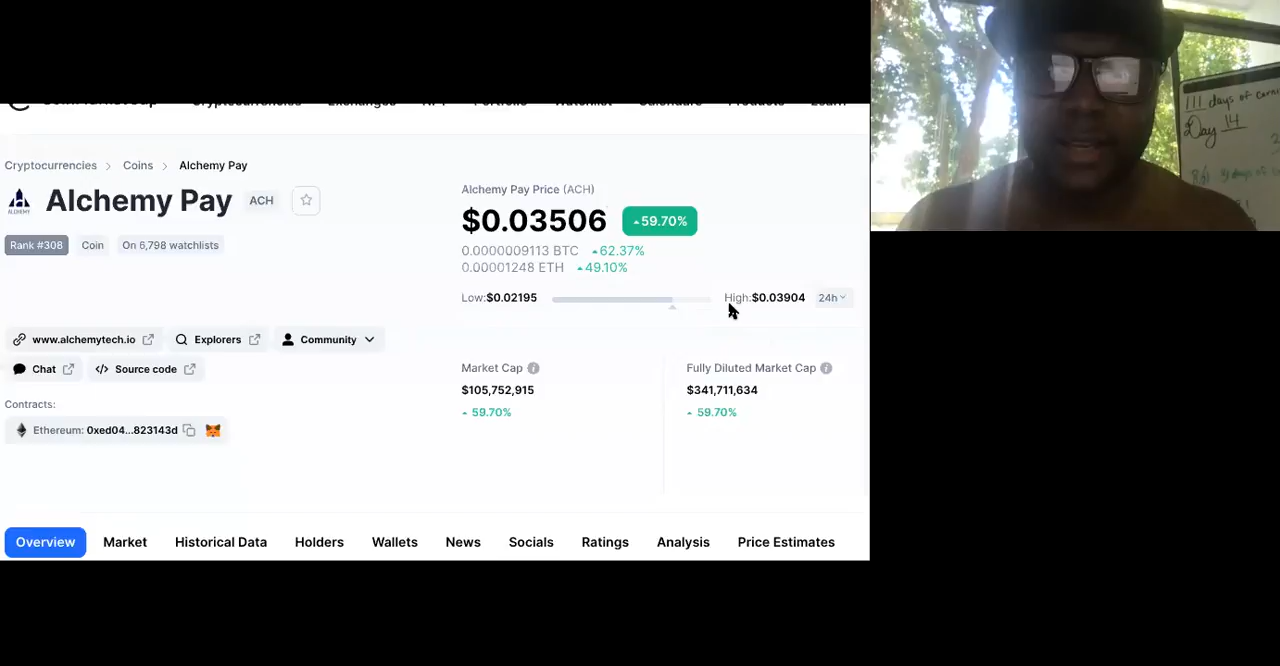 Cryptocurrencies
Coins
Alchemy Pay
ALCHEMY
Alchemy Pay ACH
Rank #308 Coin On 6,798 watchlists
www.alchemytech.io Explorers Community
Chat Source code
Contracts:
Ethereum: 0xed04...823143d
Alchemy Pay Price (ACH)
$0.03506 59.70%
0.0000009113 BTC 62.37%
0.00001248 ETH 49.10%
Low:$0.02195 High:$0.03904 24h
Market Cap
$105,752,915
59.70%
Fully Diluted Market Cap
$341,711,634
59.70%
Overview Market Historical Data Holders Wallets News Socials Ratings Analysis Price Estimates
111 days of
Day 14